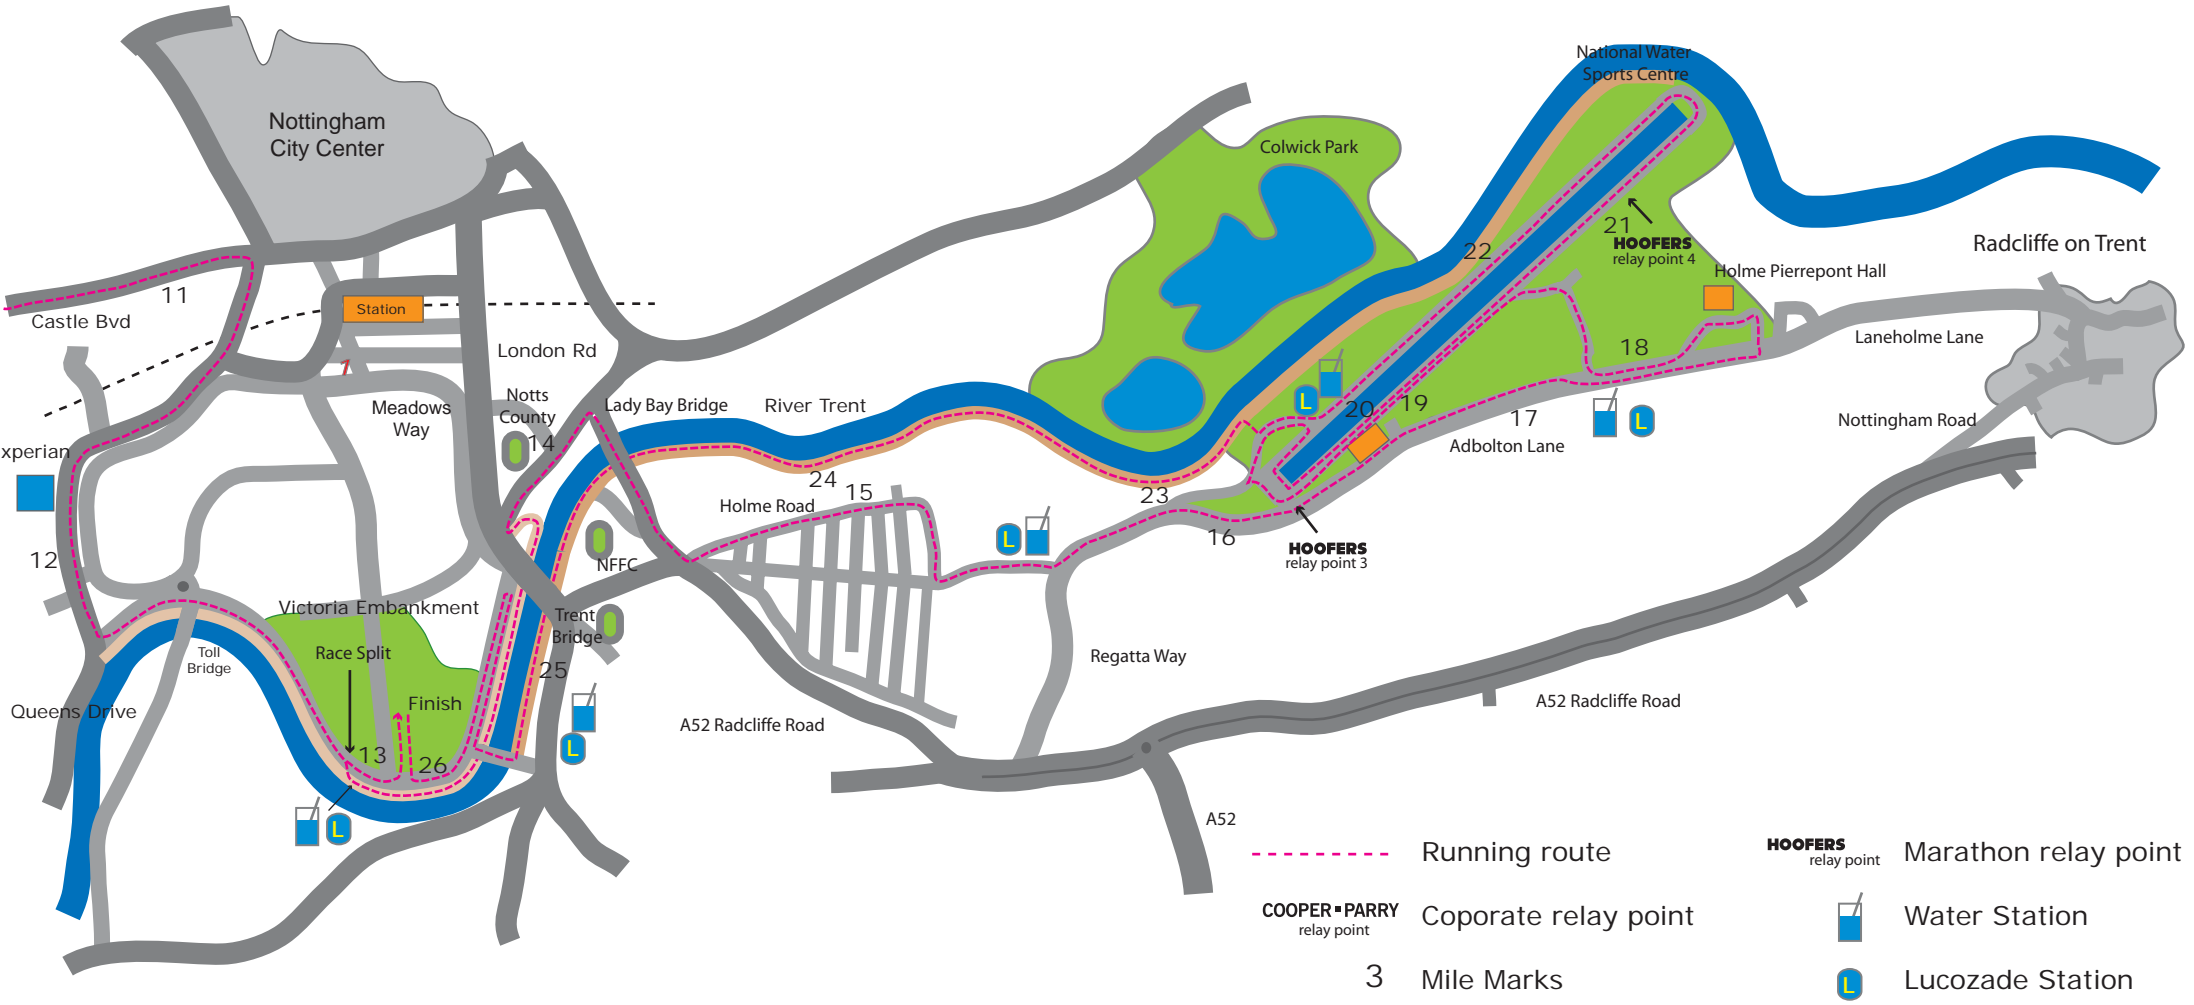 National Water
Sports Centre
Nottingham
City Center
Colwick Park
21
HOOFERS
relay point 4
22
Radcliffe on Trent
Holme Pierrepont Hall
11
Castle Bvd
Station
1
London Rd
Laneholme Lane
18
Meadows
Way
Notts
County
14
Lady Bay Bridge
River Trent
L
20
19
17
L
Adbolton Lane
Nottingham Road
xperian
24
15
23
Holme Road
16
L
HOOFERS
relay point 3
12
NFFC
Victoria Embankment
Trent
Bridge
Toll
Bridge
Race Split
25
Regatta Way
Queens Drive
Finish
A52 Radcliffe Road
A52 Radcliffe Road
13
26
L
L
A52
Running route
HOOFERS
relay point
Marathon relay point
COOPER▪PARRY
relay point
Coporate relay point
Water Station
3
Mile Marks
L
Lucozade Station